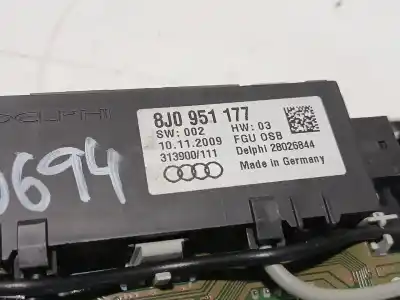 DELPHI
8J0 951 177
SW: 002 HW: 03
10.11.2009 FGU OSB
313900/111 Delphi 28026844
Made in Germany
0694